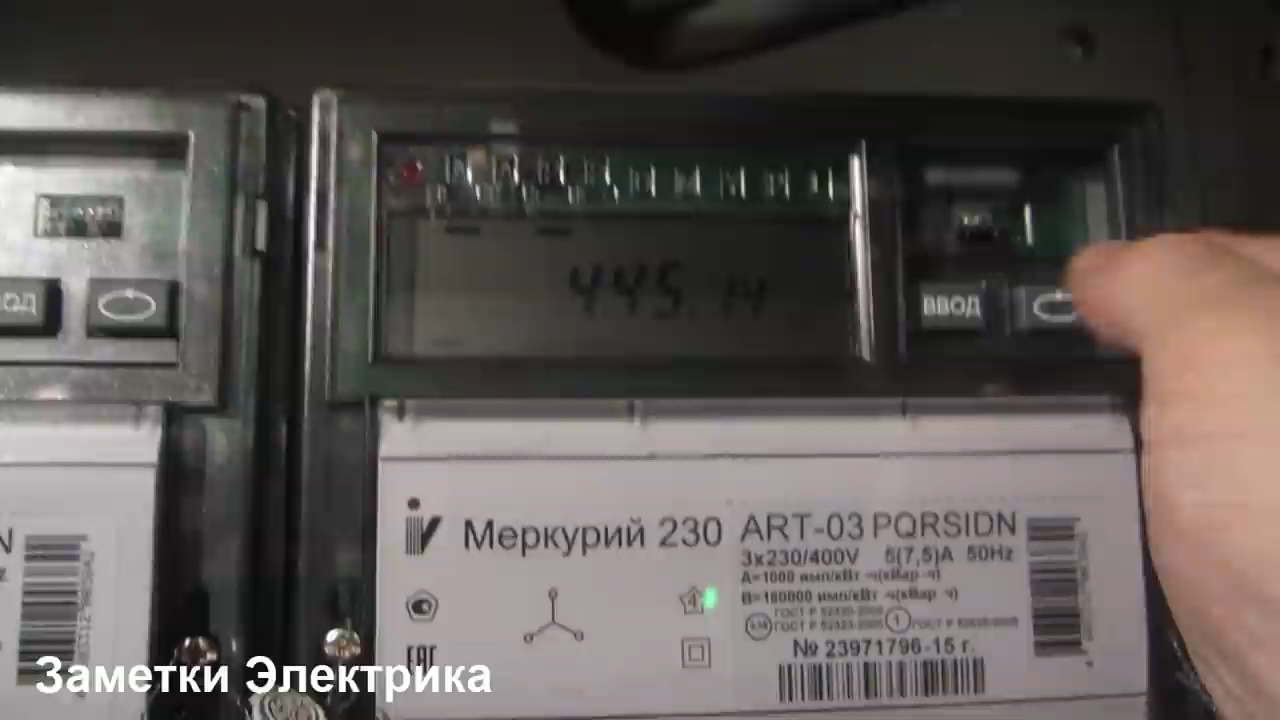 445.14
ВВОД
Меркурий 230 ART-03 PQRSIDN
3x230/400V 5(7,5)A 50Hz
A=1000 имп/кВт·ч(кВар·ч)
B=160000 имп/кВт·ч(кВар·ч)
№ 23971796-15 г.
EAC
Заметки Электрика